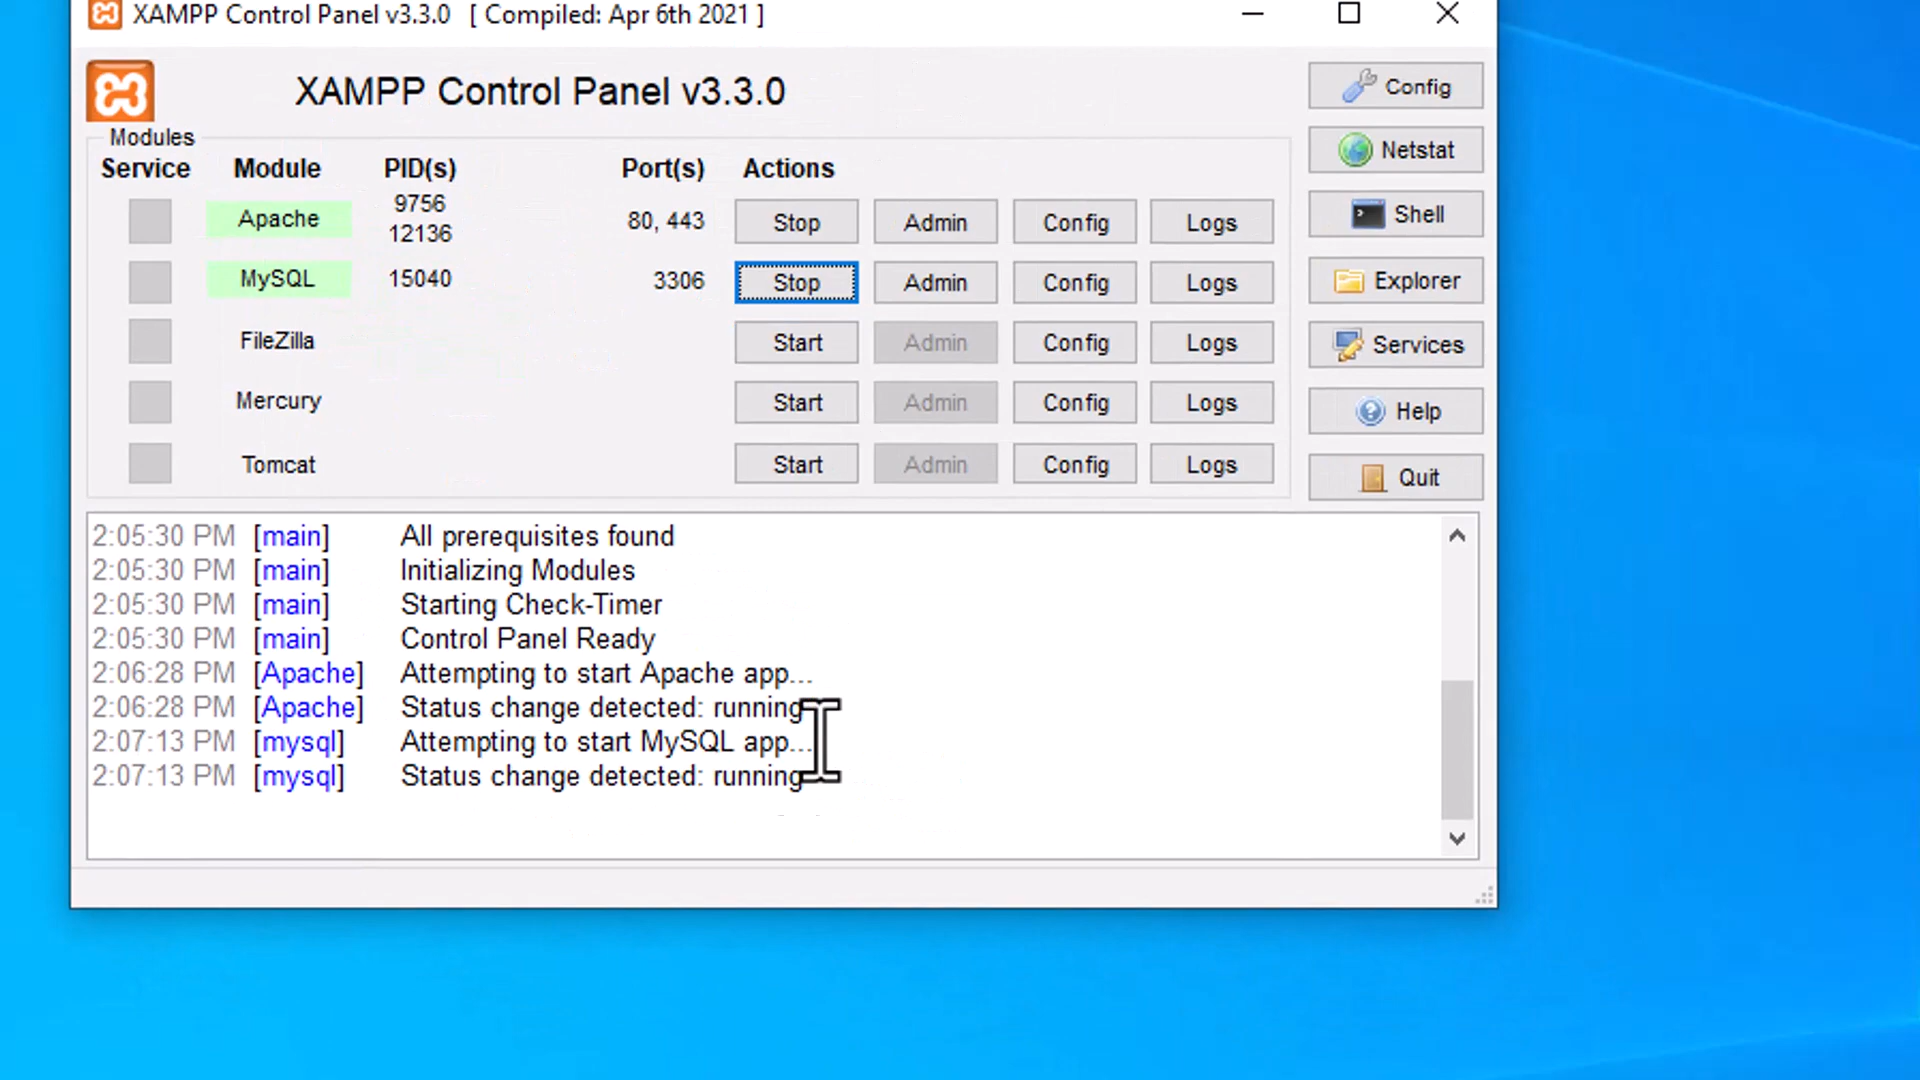 XAMPP Control Panel v3.3.0 [ Compiled: Apr 6th 2021 ]
XAMPP Control Panel v3.3.0
Config
Modules
Service Module PID(s) Port(s) Actions
Netstat
Apache 9756 12136 80, 443 Stop Admin Config Logs
Shell
MySQL 15040 3306 Stop Admin Config Logs
Explorer
FileZilla Start Admin Config Logs
Services
Mercury Start Admin Config Logs
Help
Tomcat Start Admin Config Logs
Quit
2:05:30 PM [main] All prerequisites found
2:05:30 PM [main] Initializing Modules
2:05:30 PM [main] Starting Check-Timer
2:05:30 PM [main] Control Panel Ready
2:06:28 PM [Apache] Attempting to start Apache app...
2:06:28 PM [Apache] Status change detected: running
2:07:13 PM [mysql] Attempting to start MySQL app...
2:07:13 PM [mysql] Status change detected: running